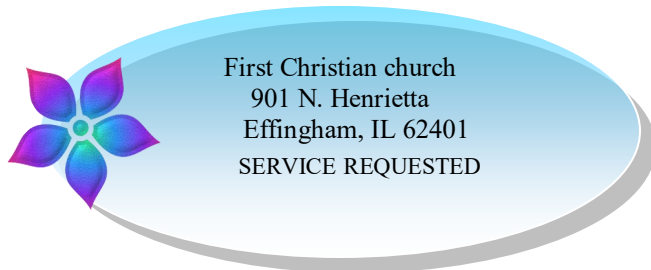 First Christian church
901 N. Henrietta
Effingham, IL 62401
SERVICE REQUESTED